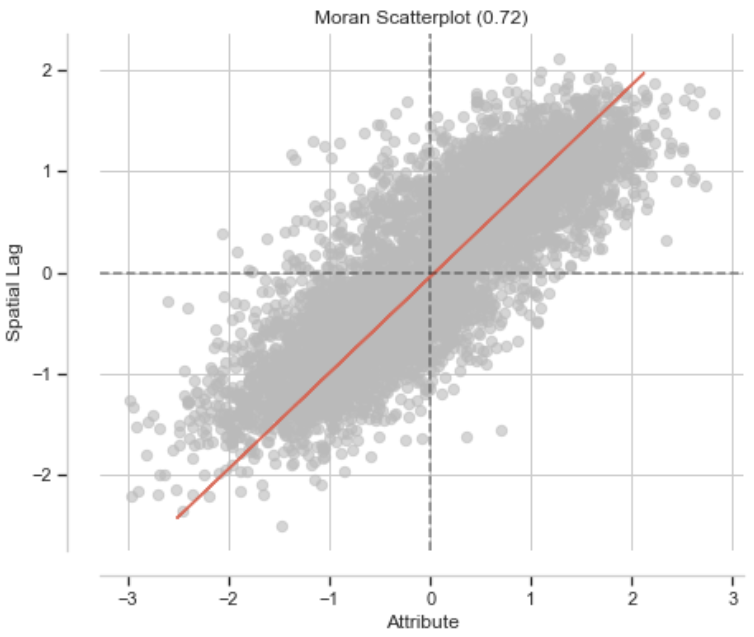 Moran Scatterplot (0.72)
2
1
0
−1
−2
Spatial Lag
−3 −2 −1 0 1 2 3
Attribute